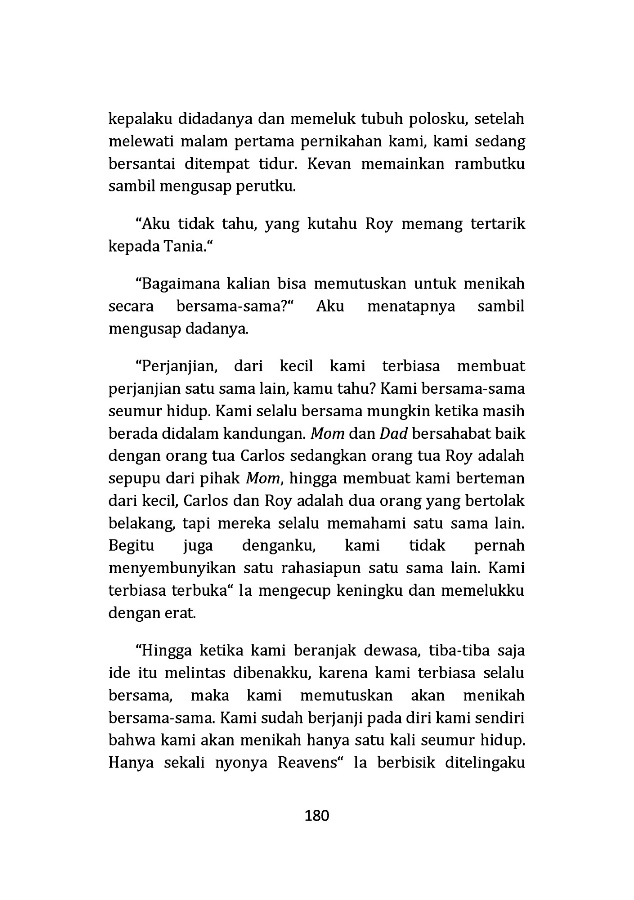 kepalaku didadanya dan memeluk tubuh polosku, setelah
melewati malam pertama pernikahan kami, kami sedang
bersantai ditempat tidur. Kevan memainkan rambutku
sambil mengusap perutku.
“Aku tidak tahu, yang kutahu Roy memang tertarik
kepada Tania.“
“Bagaimana kalian bisa memutuskan untuk menikah
secara bersama-sama?“ Aku menatapnya sambil
mengusap dadanya.
“Perjanjian, dari kecil kami terbiasa membuat
perjanjian satu sama lain, kamu tahu? Kami bersama-sama
seumur hidup. Kami selalu bersama mungkin ketika masih
berada didalam kandungan. Mom dan Dad bersahabat baik
dengan orang tua Carlos sedangkan orang tua Roy adalah
sepupu dari pihak Mom, hingga membuat kami berteman
dari kecil, Carlos dan Roy adalah dua orang yang bertolak
belakang, tapi mereka selalu memahami satu sama lain.
Begitu juga denganku, kami tidak pernah
menyembunyikan satu rahasiapun satu sama lain. Kami
terbiasa terbuka“ Ia mengecup keningku dan memelukku
dengan erat.
“Hingga ketika kami beranjak dewasa, tiba-tiba saja
ide itu melintas dibenakku, karena kami terbiasa selalu
bersama, maka kami memutuskan akan menikah
bersama-sama. Kami sudah berjanji pada diri kami sendiri
bahwa kami akan menikah hanya satu kali seumur hidup.
Hanya sekali nyonya Reavens“ Ia berbisik ditelingaku
180